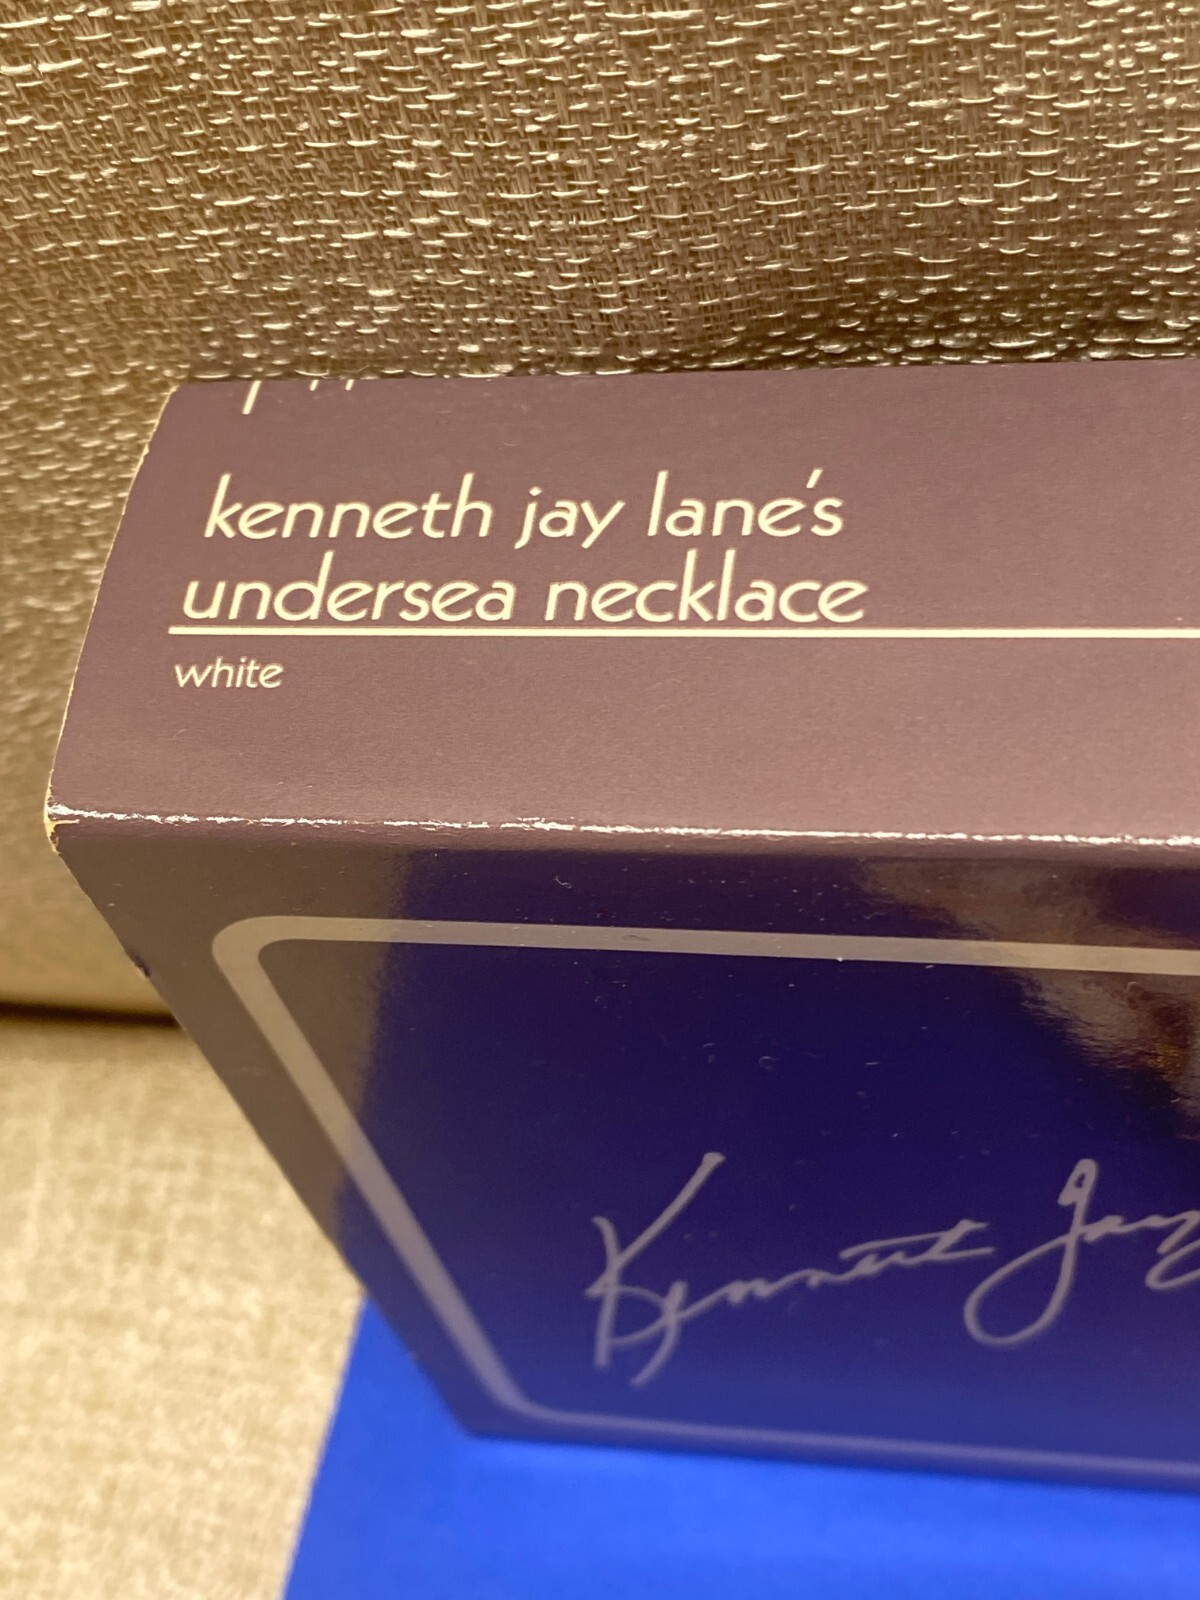 kenneth jay lane's
undersea necklace
white
Kenneth Jay